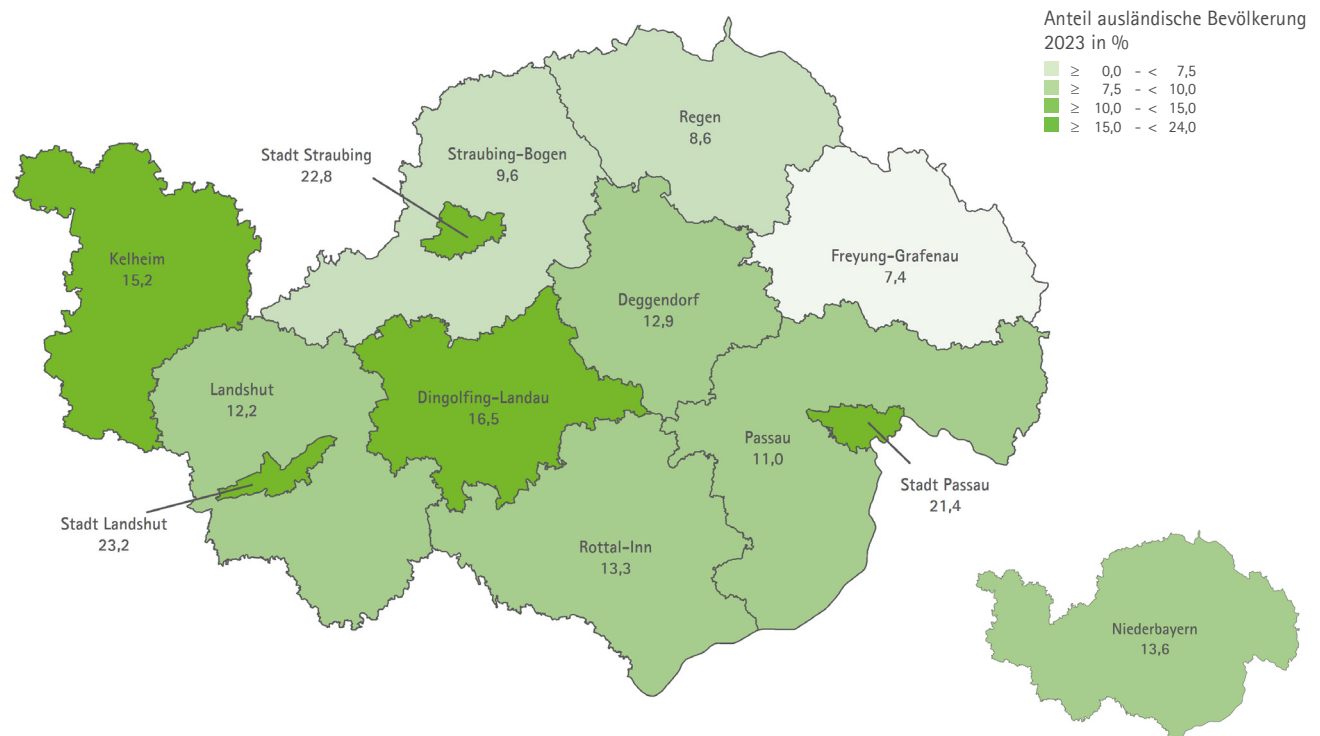 Anteil ausländische Bevölkerung
2023 in %
≥ 0,0 - < 7,5
≥ 7,5 - < 10,0
≥ 10,0 - < 15,0
≥ 15,0 - < 24,0
Regen
8,6
Stadt Straubing
22,8
Straubing-Bogen
9,6
Kelheim
15,2
Freyung-Grafenau
7,4
Deggendorf
12,9
Landshut
12,2
Dingolfing-Landau
16,5
Passau
11,0
Stadt Passau
21,4
Stadt Landshut
23,2
Rottal-Inn
13,3
Niederbayern
13,6